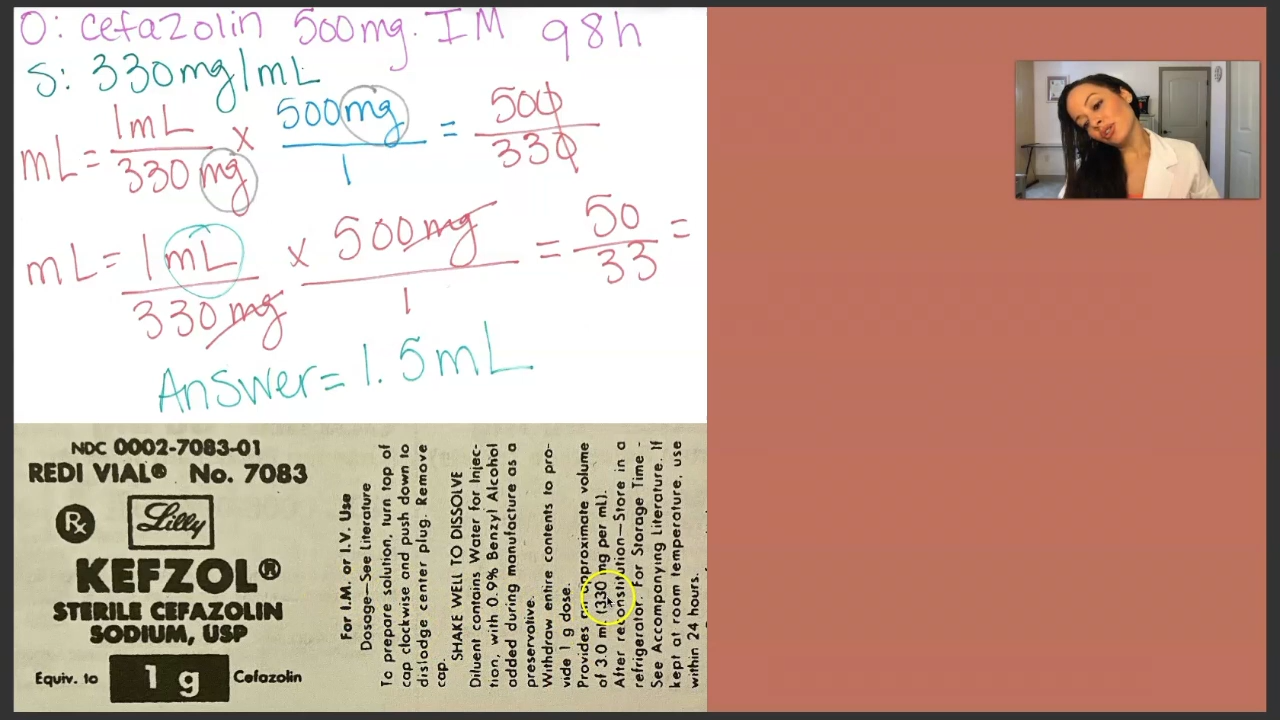 O: cefazolin 500mg. IM q8h
S: 330mg/mL
mL = 1mL / 330 mg x 500mg / 1 = 500 / 330
mL = 1mL / 330mg x 500mg / 1 = 50 / 33 =
Answer = 1.5mL
NDC 0002-7083-01
REDI VIAL® No. 7083
Rx Lilly
KEFZOL®
STERILE CEFAZOLIN
SODIUM, USP
Equiv. to 1 g Cefazolin
For I.M. or I.V. Use
Dosage—See Literature
To prepare solution, turn top of
cap clockwise and push down to
dislodge center plug. Remove
cap.
SHAKE WELL TO DISSOLVE
Diluent contains Water for Injec-
tion, with 0.9% Benzyl Alcohol
added during manufacture as a
preservative.
Withdraw entire contents to pro-
vide 1 g dose.
Provides an approximate volume
of 3.0 ml (330 mg per mL).
After reconstitution—Store in a
refrigerator. For Storage Time -
See Accompanying Literature. If
kept at room temperature, use
within 24 hours.